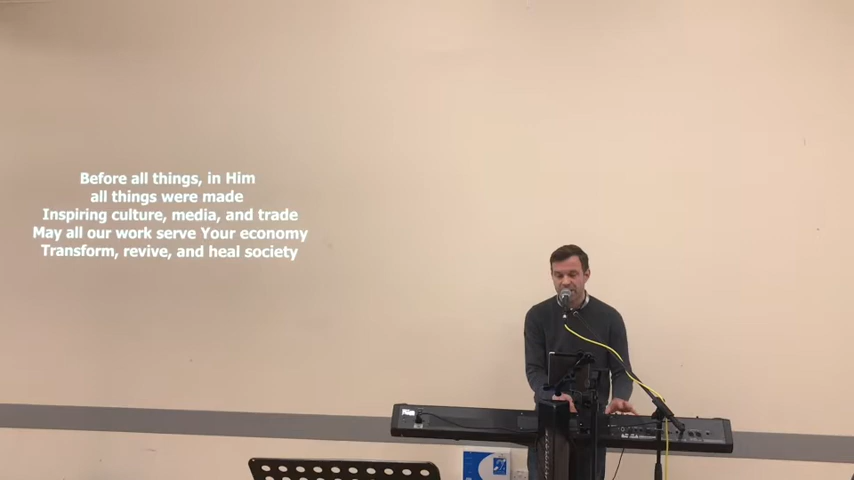 Before all things, in Him
all things were made
Inspiring culture, media, and trade
May all our work serve Your economy
Transform, revive, and heal society